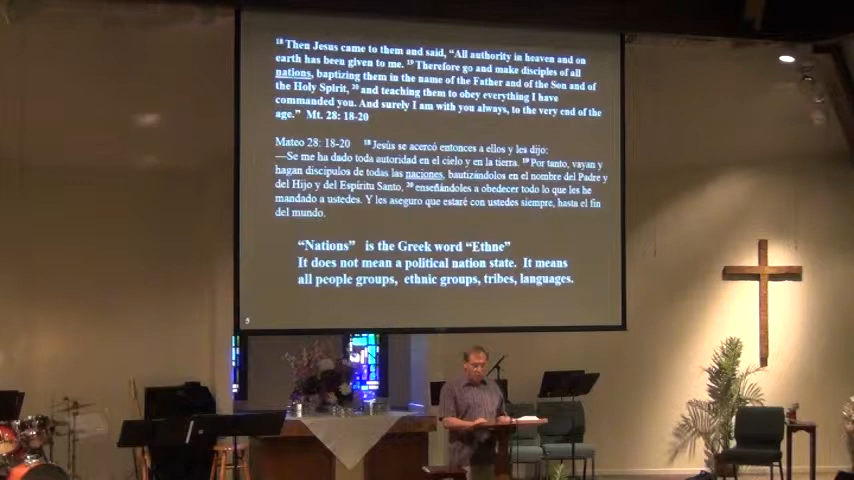 18 Then Jesus came to them and said, “All authority in heaven and on
earth has been given to me. 19 Therefore go and make disciples of all
nations, baptizing them in the name of the Father and of the Son and of
the Holy Spirit, 20 and teaching them to obey everything I have
commanded you. And surely I am with you always, to the very end of the
age.” Mt. 28: 18-20
Mateo 28: 18-20 18 Jesús se acercó entonces a ellos y les dijo:
—Se me ha dado toda autoridad en el cielo y en la tierra. 19 Por tanto, vayan y
hagan discípulos de todas las naciones, bautizándolos en el nombre del Padre y
del Hijo y del Espíritu Santo, 20 enseñándoles a obedecer todo lo que les he
mandado a ustedes. Y les aseguro que estaré con ustedes siempre, hasta el fin
del mundo.
“Nations” is the Greek word “Ethne”
It does not mean a political nation state. It means
all people groups, ethnic groups, tribes, languages.
5